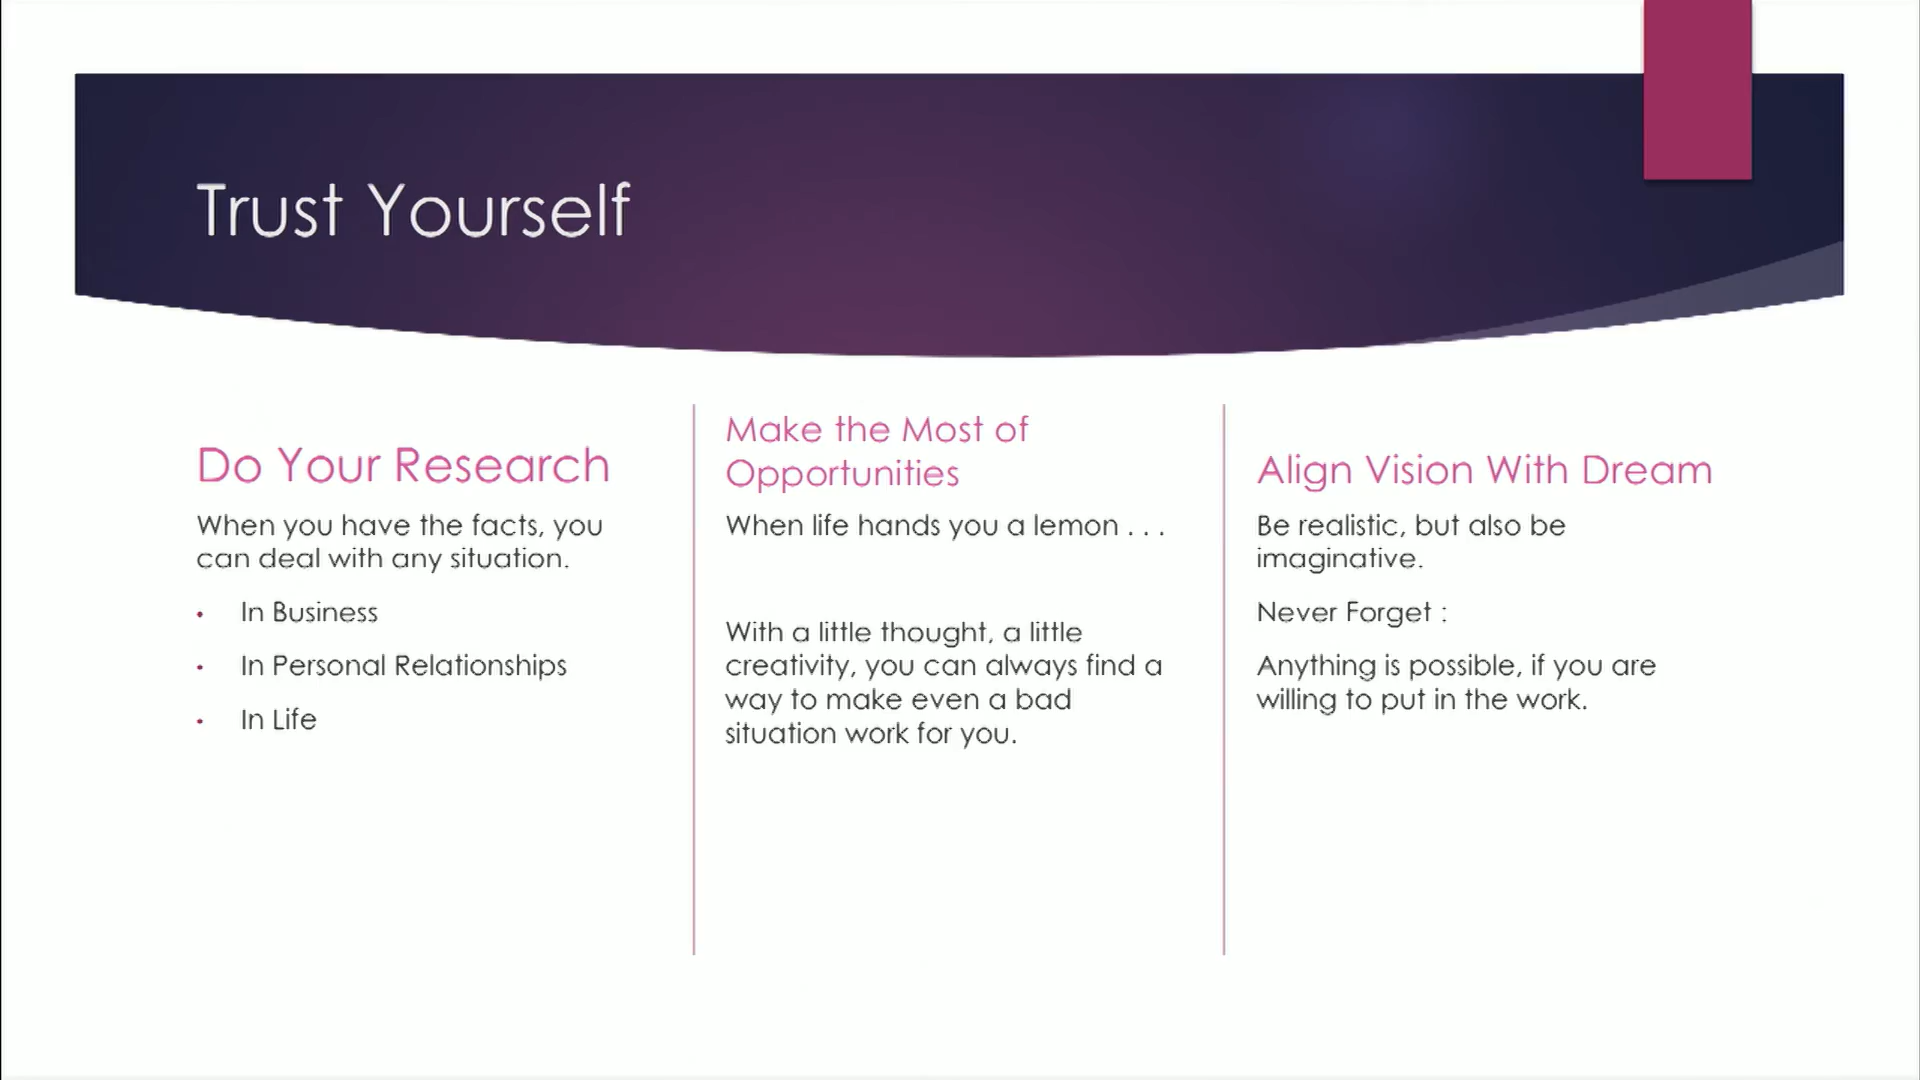 Trust Yourself
Do Your Research
When you have the facts, you
can deal with any situation.
• In Business
• In Personal Relationships
• In Life
Make the Most of
Opportunities
When life hands you a lemon . . .
With a little thought, a little
creativity, you can always find a
way to make even a bad
situation work for you.
Align Vision With Dream
Be realistic, but also be
imaginative.
Never Forget :
Anything is possible, if you are
willing to put in the work.